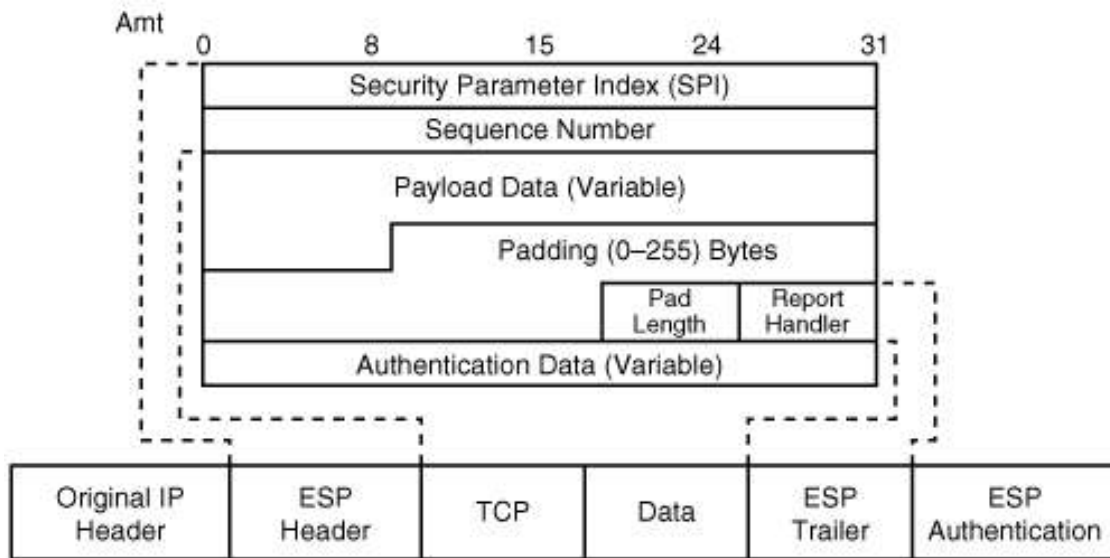 Amt
0 8 15 24 31
Security Parameter Index (SPI)
Sequence Number
Payload Data (Variable)
Padding (0–255) Bytes
Pad
Length
Report
Handler
Authentication Data (Variable)
Original IP
Header
ESP
Header
TCP
Data
ESP
Trailer
ESP
Authentication